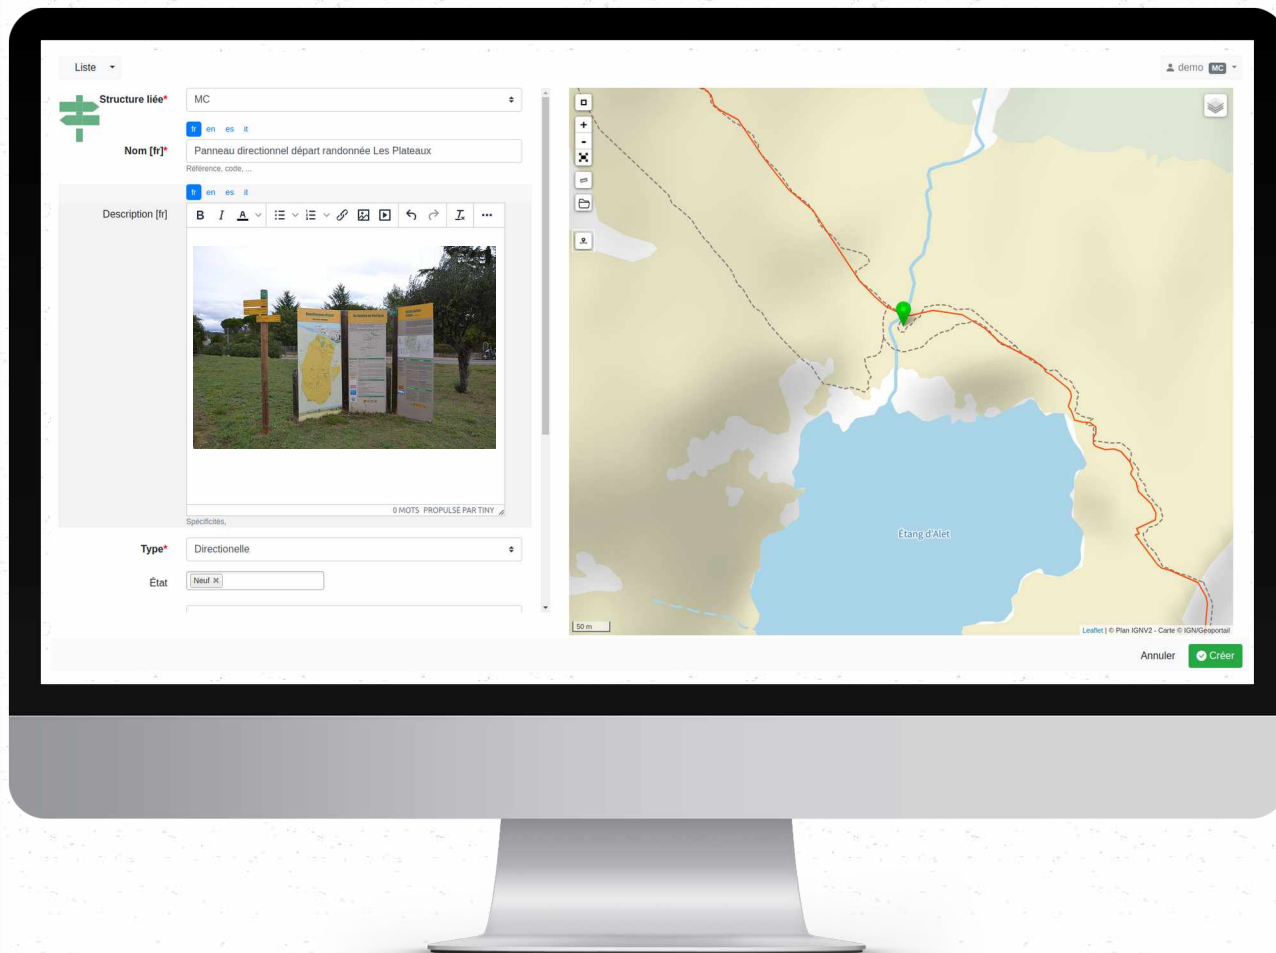 Liste
demo MC
Structure liée*
MC
fr en es it
Nom [fr]*
Panneau directionnel départ randonnée Les Plateaux
Référence, code, ...
fr en es it
Description [fr]
B I A
0 MOTS PROPULSÉ PAR TINY
Spécificités,
Type*
Directionelle
État
Neuf ×
+
-
Étang d'Alet
50 m
Leaflet | © Plan IGNV2 - Carte © IGN/Geoportail
Annuler
Créer